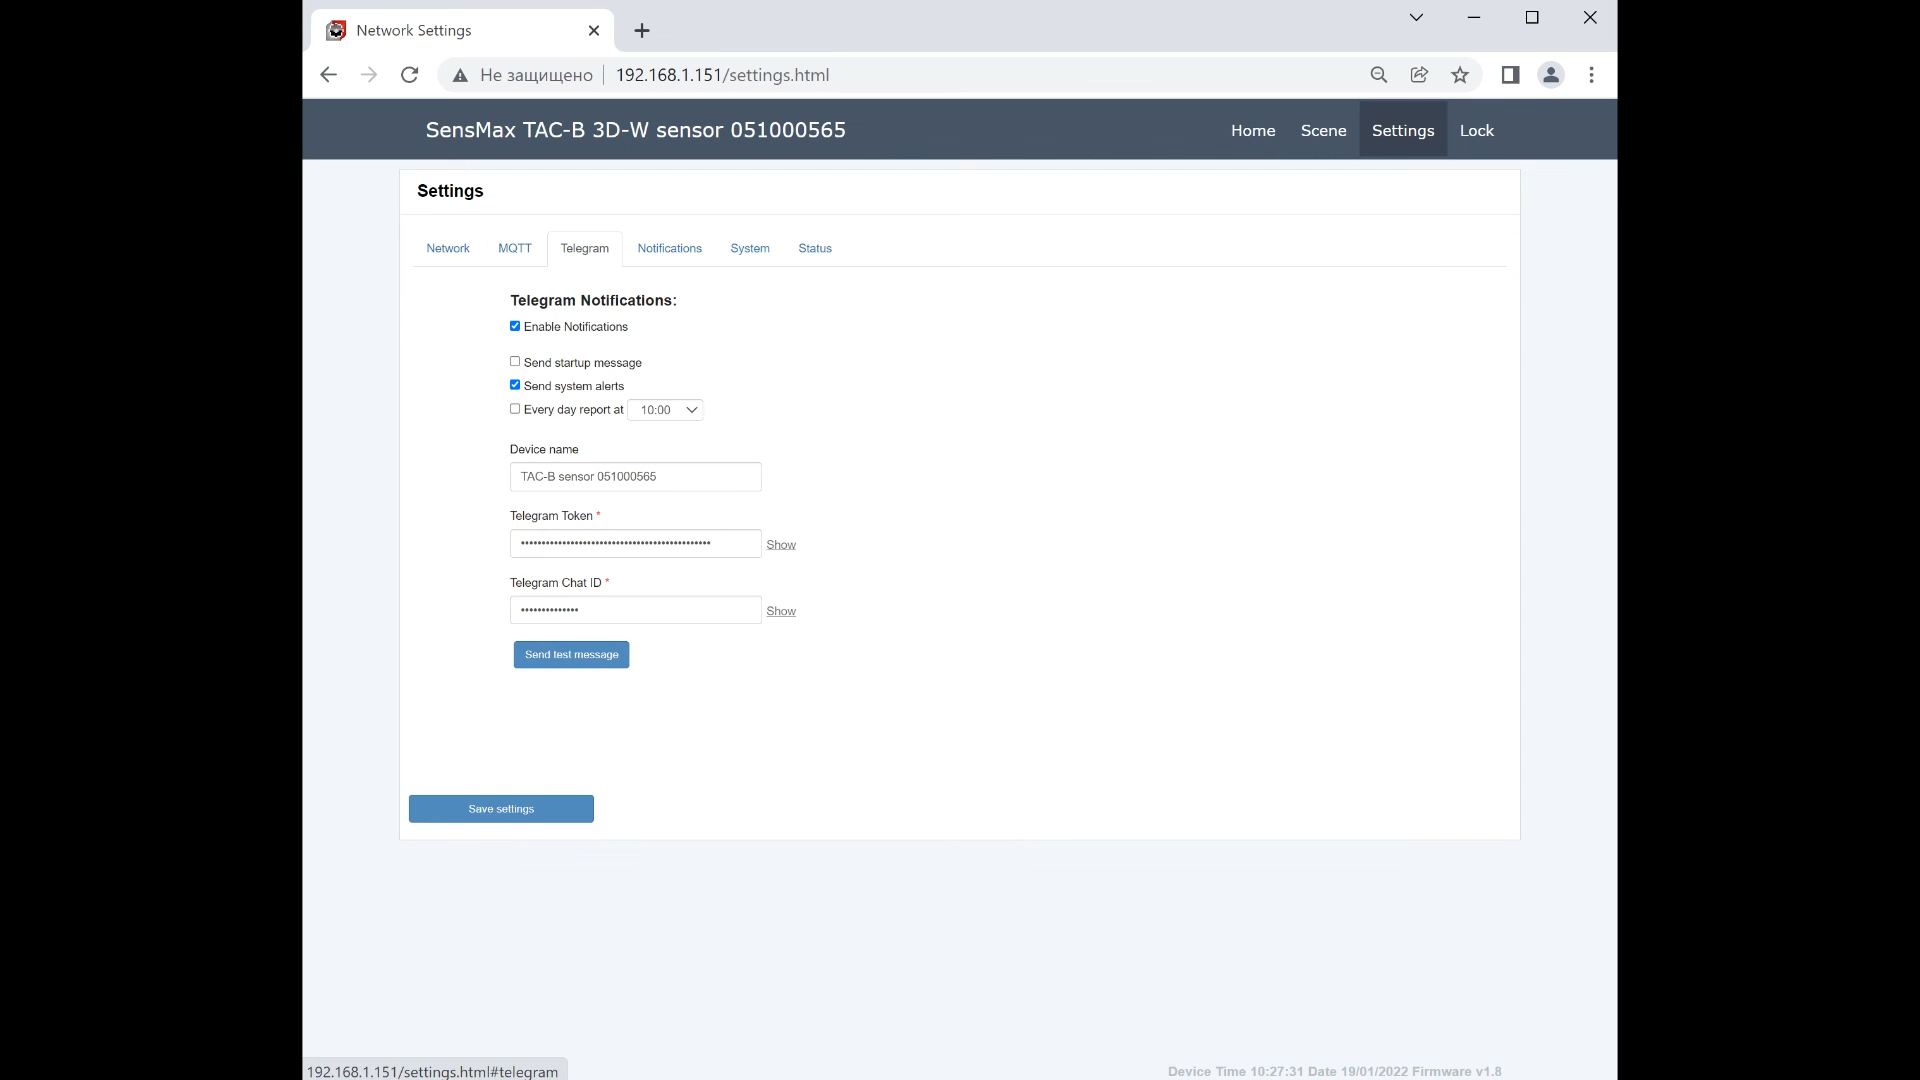 Network Settings
Не защищено 192.168.1.151/settings.html
SensMax TAC-B 3D-W sensor 051000565
Home Scene Settings Lock
Settings
Network MQTT Telegram Notifications System Status
Telegram Notifications:
Enable Notifications
Send startup message
Send system alerts
Every day report at 10:00
Device name
TAC-B sensor 051000565
Telegram Token *
Show
Telegram Chat ID *
Show
Send test message
Save settings
192.168.1.151/settings.html#telegram
Device Time 10:27:31 Date 19/01/2022 Firmware v1.8